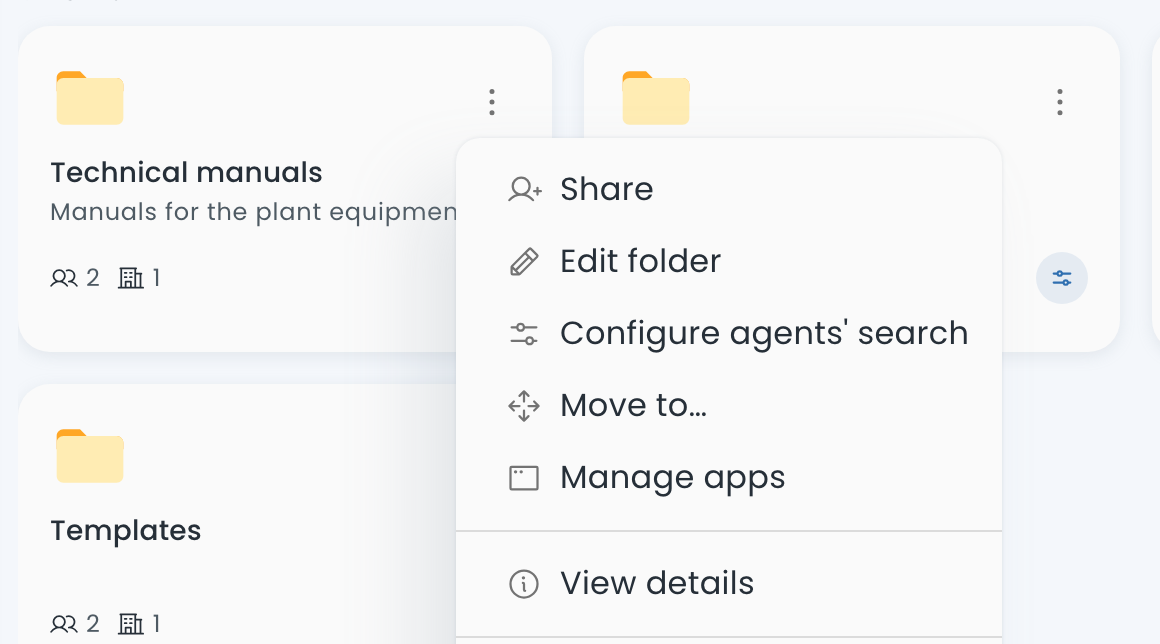 Technical manuals
Manuals for the plant equipmen
2 1
Share
Edit folder
Configure agents' search
Move to...
Manage apps
View details
Templates
2 1